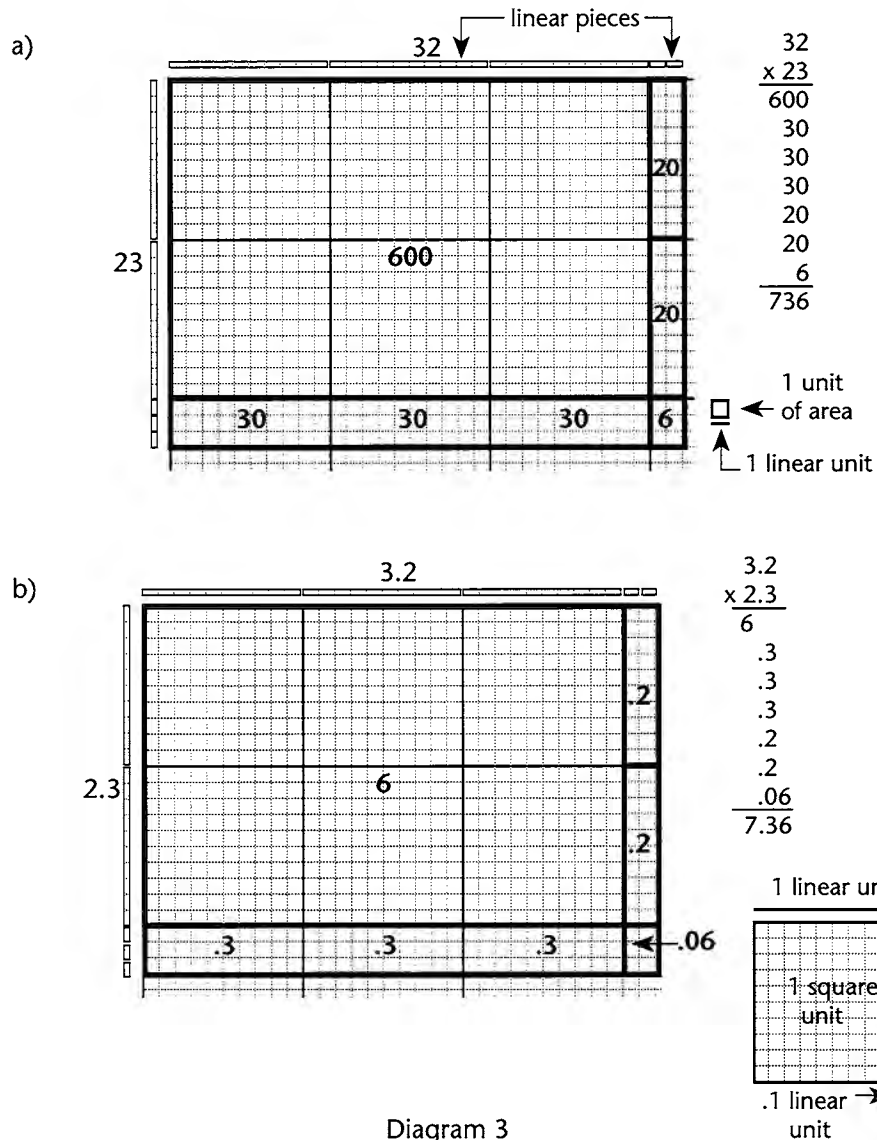 linear pieces
a)
32
23
600
20
20
30
30
30
6
32
x 23
600
30
30
30
20
20
6
736
1 unit
of area
1 linear unit
b)
3.2
2.3
6
.2
.2
.3
.3
.3
.06
3.2
x 2.3
6
.3
.3
.3
.2
.2
.06
7.36
1 linear
1 square
unit
.1 linear
unit
Diagram 3